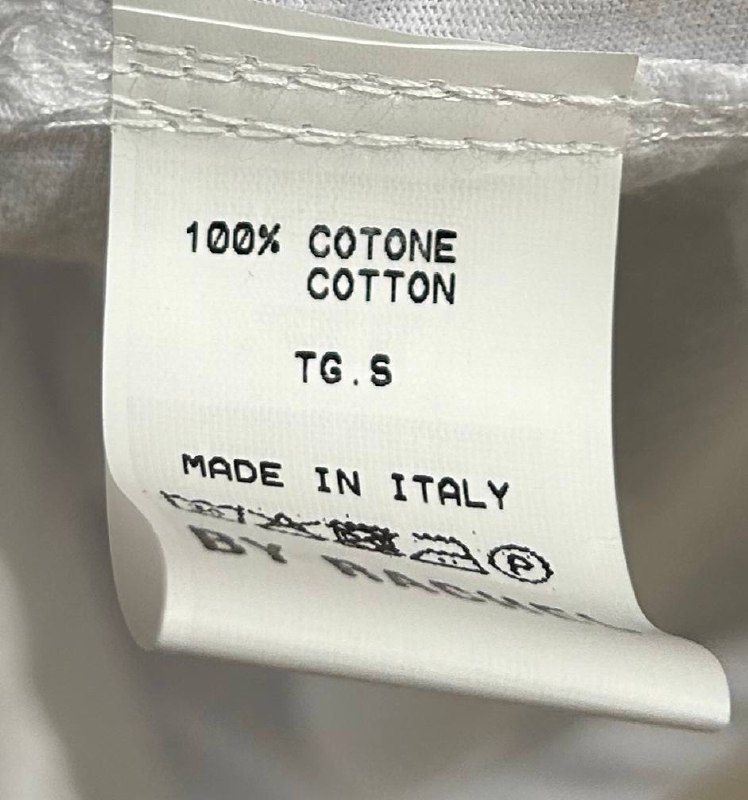 100% COTONE
COTTON
TG.S
MADE IN ITALY
P
BY